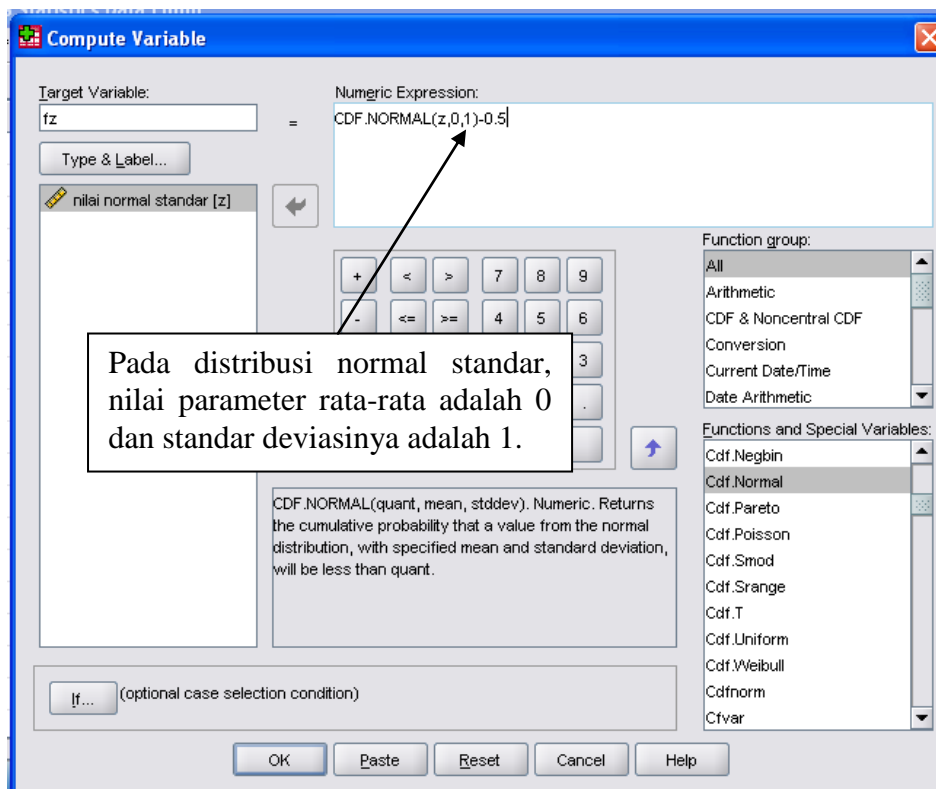 Compute Variable
Target Variable:
Numeric Expression:
fz
=
CDF.NORMAL(z,0,1)-0.5
Type & Label...
nilai normal standar [z]
Function group:
All
Arithmetic
CDF & Noncentral CDF
Conversion
Current Date/Time
Date Arithmetic
+ < > 7 8 9
- <= >= 4 5 6
3
.
Pada distribusi normal standar,
nilai parameter rata-rata adalah 0
dan standar deviasinya adalah 1.
Functions and Special Variables:
Cdf.Negbin
Cdf.Normal
Cdf.Pareto
Cdf.Poisson
Cdf.Smod
Cdf.Srange
Cdf.T
Cdf.Uniform
Cdf.Weibull
Cdfnorm
Cfvar
CDF.NORMAL(quant, mean, stddev). Numeric. Returns
the cumulative probability that a value from the normal
distribution, with specified mean and standard deviation,
will be less than quant.
If... (optional case selection condition)
OK Paste Reset Cancel Help